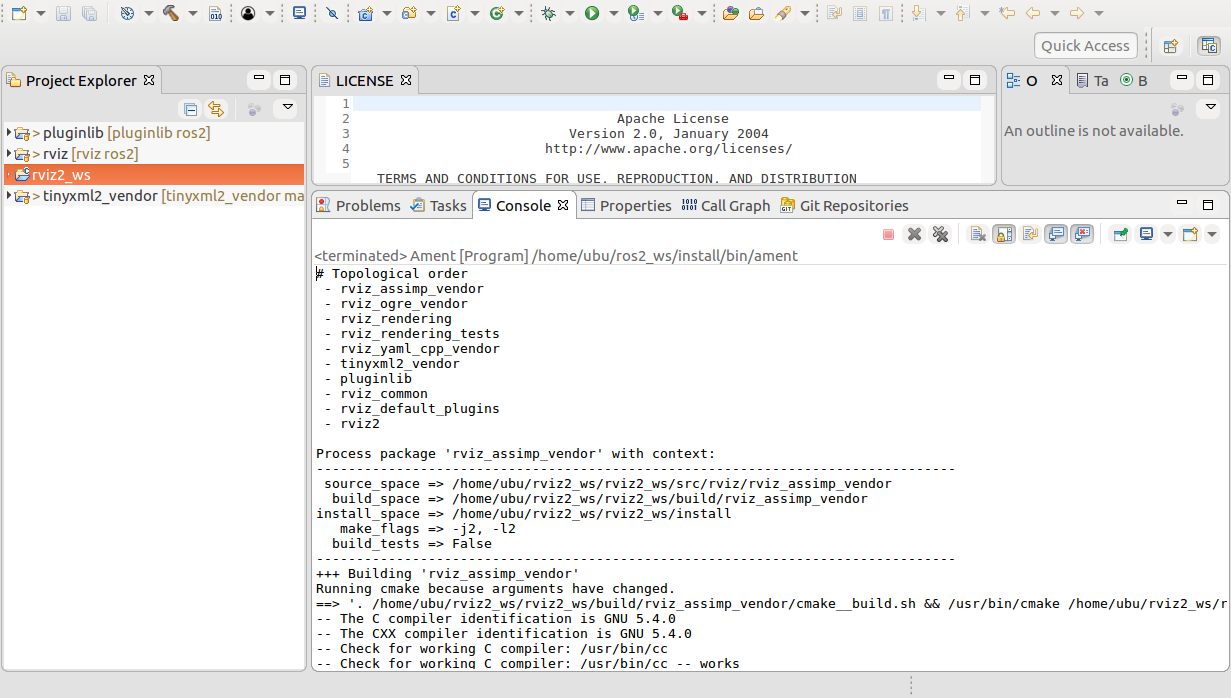 Quick Access
Project Explorer
> pluginlib [pluginlib ros2]
> rviz [rviz ros2]
rviz2_ws
> tinyxml2_vendor [tinyxml2_vendor ma
LICENSE
1
2 Apache License
3 Version 2.0, January 2004
4 http://www.apache.org/licenses/
5
TERMS AND CONDITIONS FOR USE, REPRODUCTION, AND DISTRIBUTION
O Ta B
An outline is not available.
Problems Tasks Console Properties Call Graph Git Repositories
<terminated> Ament [Program] /home/ubu/ros2_ws/install/bin/ament
# Topological order
- rviz_assimp_vendor
- rviz_ogre_vendor
- rviz_rendering
- rviz_rendering_tests
- rviz_yaml_cpp_vendor
- tinyxml2_vendor
- pluginlib
- rviz_common
- rviz_default_plugins
- rviz2
Process package 'rviz_assimp_vendor' with context:
--------------------------------------------------------------------------------
source_space => /home/ubu/rviz2_ws/rviz2_ws/src/rviz/rviz_assimp_vendor
build_space => /home/ubu/rviz2_ws/rviz2_ws/build/rviz_assimp_vendor
install_space => /home/ubu/rviz2_ws/rviz2_ws/install
make_flags => -j2, -l2
build_tests => False
--------------------------------------------------------------------------------
+++ Building 'rviz_assimp_vendor'
Running cmake because arguments have changed.
==> '. /home/ubu/rviz2_ws/rviz2_ws/build/rviz_assimp_vendor/cmake__build.sh && /usr/bin/cmake /home/ubu/rviz2_ws/r
-- The C compiler identification is GNU 5.4.0
-- The CXX compiler identification is GNU 5.4.0
-- Check for working C compiler: /usr/bin/cc
-- Check for working C compiler: /usr/bin/cc -- works